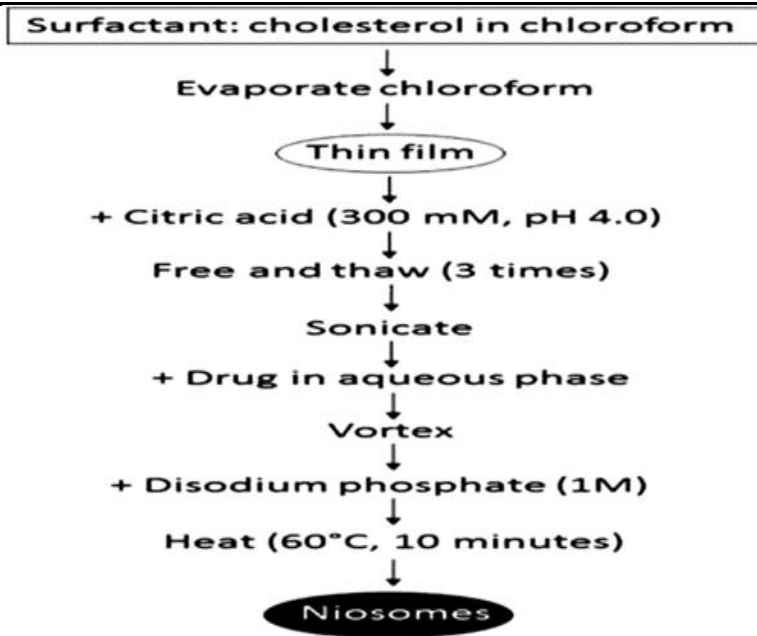 Surfactant: cholesterol in chloroform
Evaporate chloroform
Thin film
+ Citric acid (300 mM, pH 4.0)
Free and thaw (3 times)
Sonicate
+ Drug in aqueous phase
Vortex
+ Disodium phosphate (1M)
Heat (60°C, 10 minutes)
Niosomes